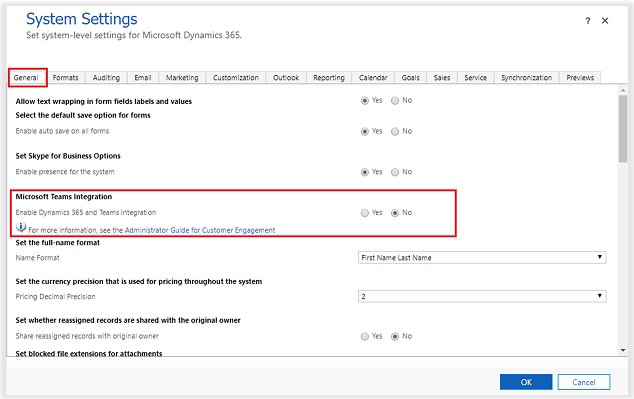 System Settings
? ×
Set system-level settings for Microsoft Dynamics 365.
General Formats Auditing Email Marketing Customization Outlook Reporting Calendar Goals Sales Service Synchronization Previews
Allow text wrapping in form fields labels and values Yes No
Select the default save option for forms
Enable auto save on all forms Yes No
Set Skype for Business Options
Enable presence for the system Yes No
Microsoft Teams Integration
Enable Dynamics 365 and Teams Integration Yes No
For more information, see the Administrator Guide for Customer Engagement
Set the full-name format
Name Format First Name Last Name
Set the currency precision that is used for pricing throughout the system
Pricing Decimal Precision 2
Set whether reassigned records are shared with the original owner
Share reassigned records with original owner Yes No
Set blocked file extensions for attachments
OK Cancel